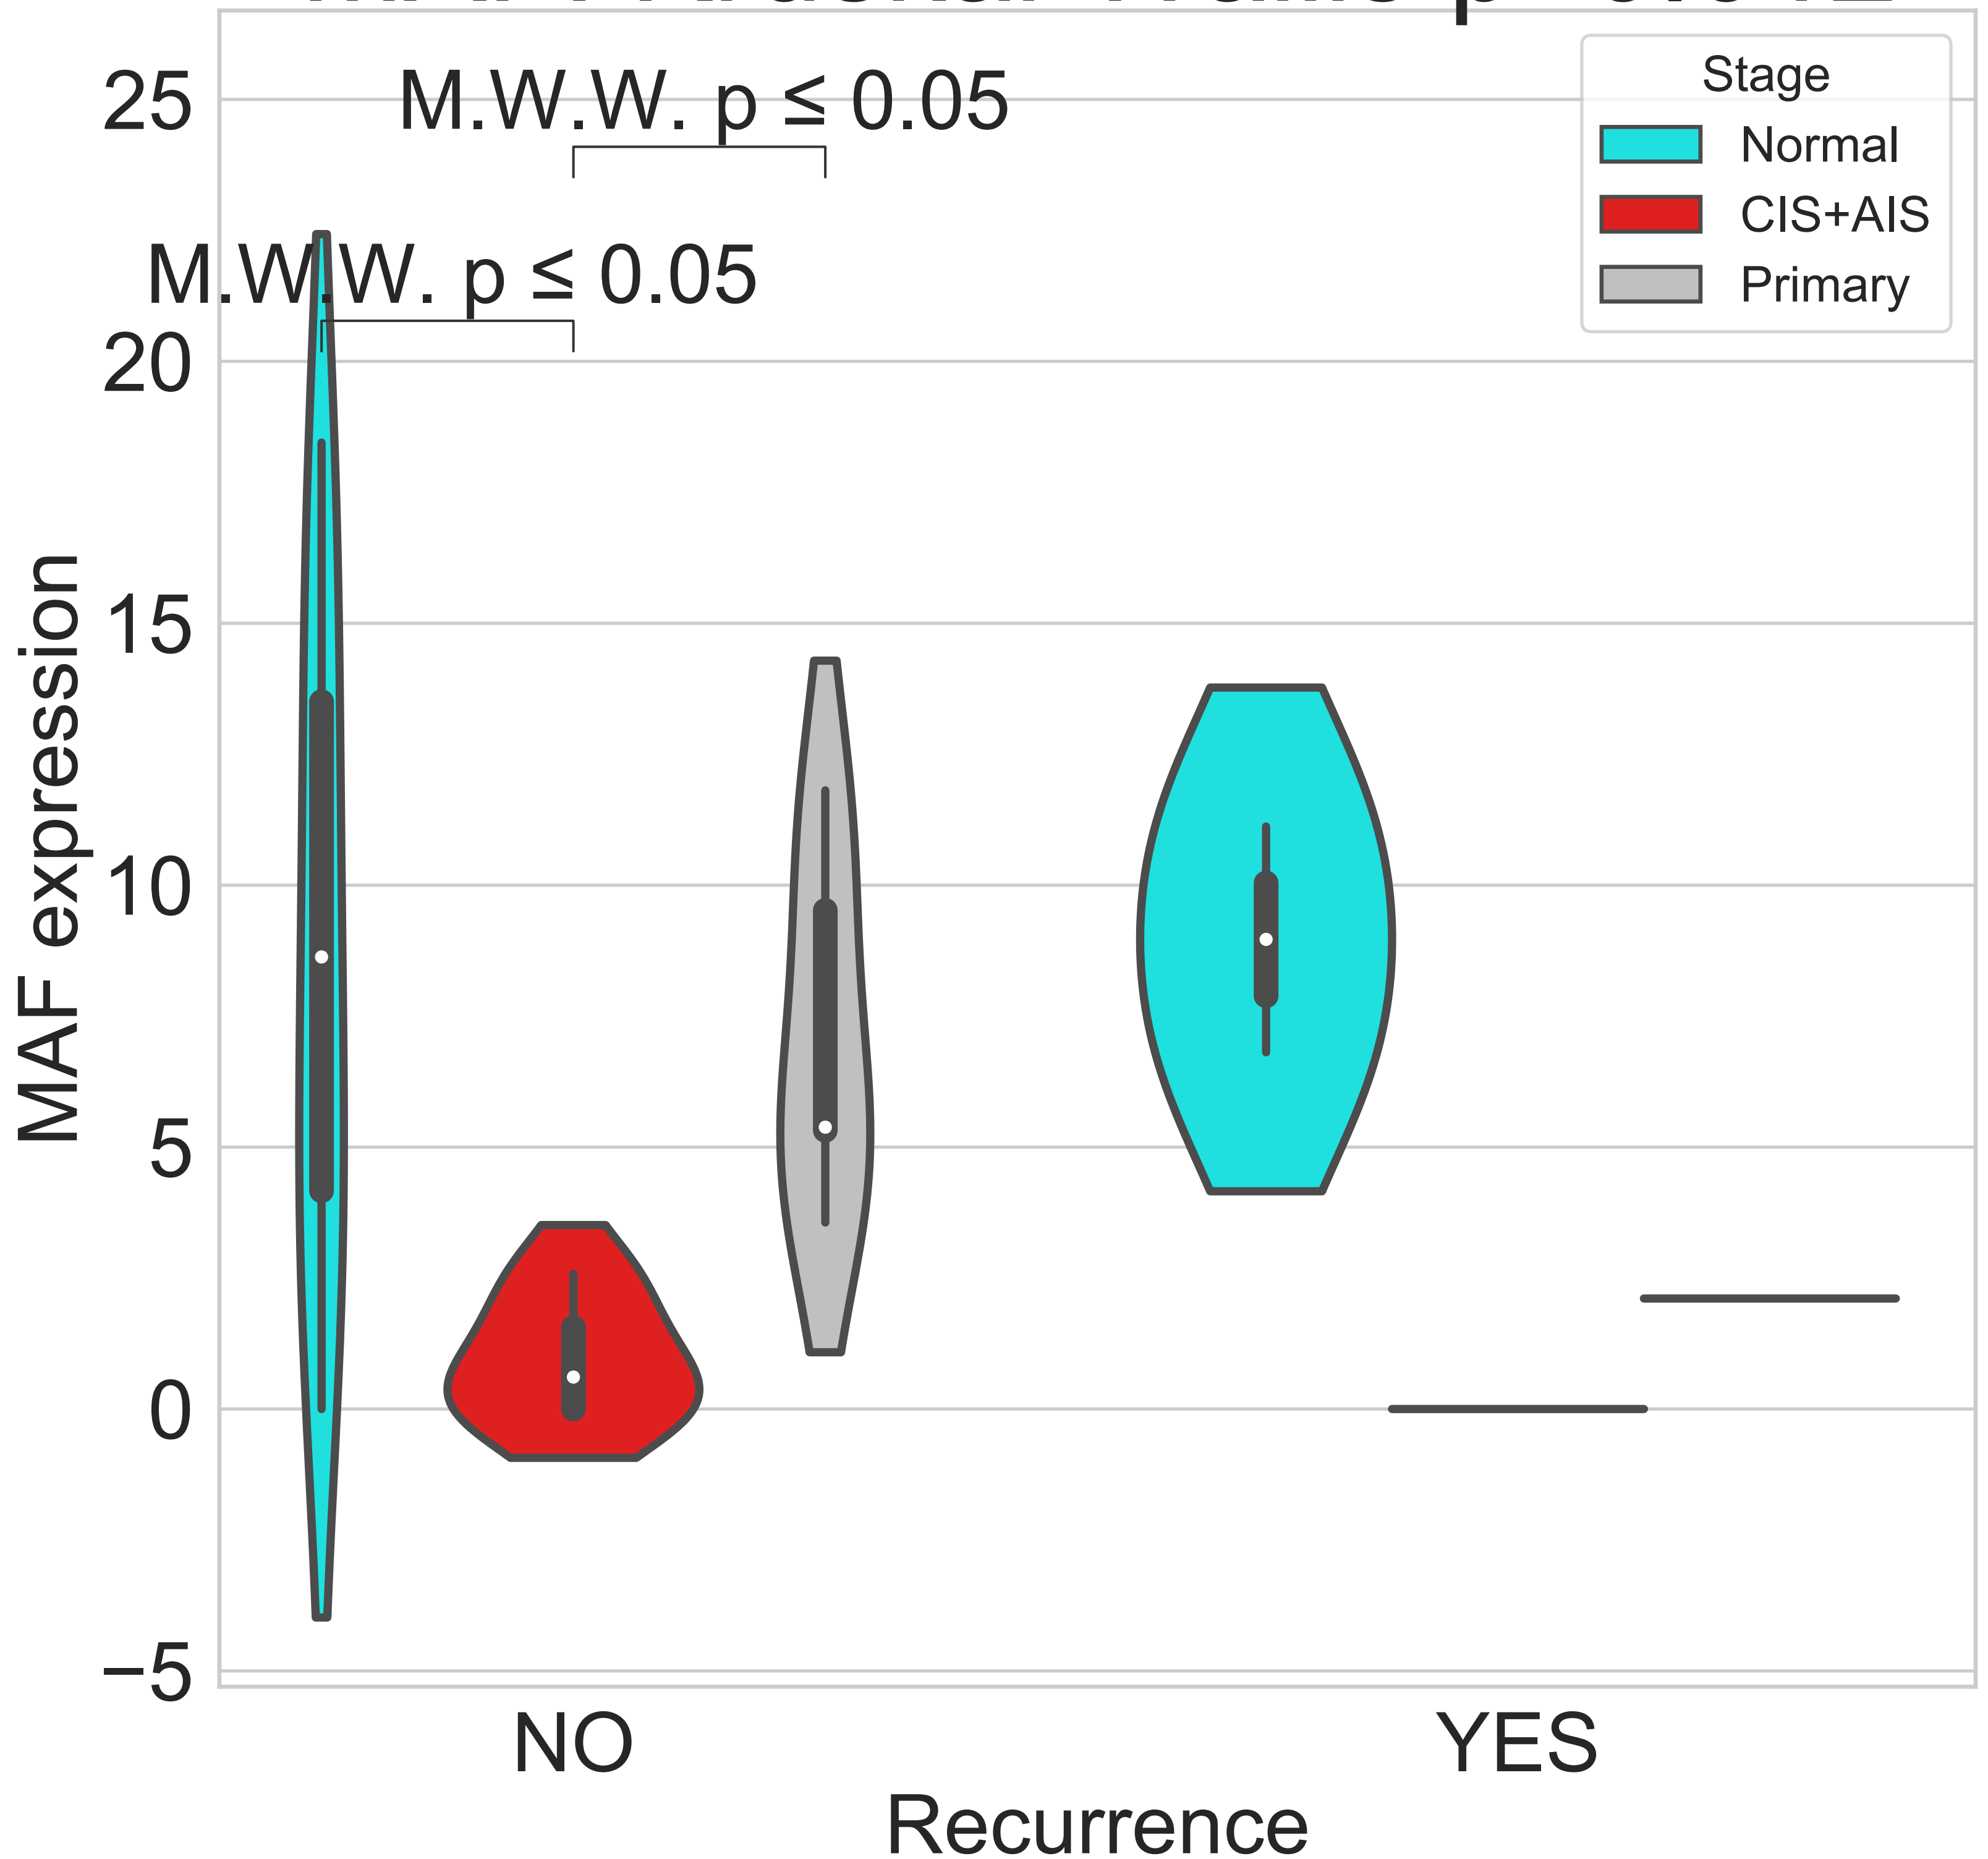 25
20
15
10
5
0
−5
MAF expression
M.W.W. p ≤ 0.05
M.W.W. p ≤ 0.05
Stage
Normal
CIS+AIS
Primary
NO
YES
Recurrence